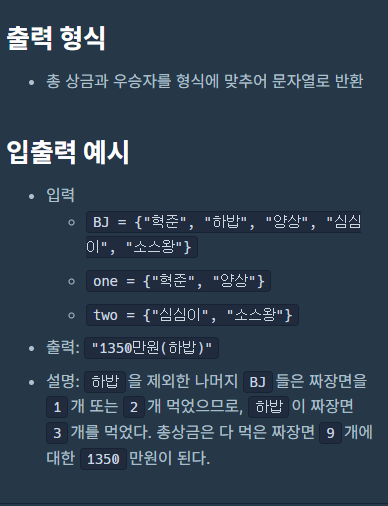 출력 형식
총 상금과 우승자를 형식에 맞추어 문자열로 반환
입출력 예시
입력
BJ = {"혁준", "하밥", "양상", "심심
이", "소스왕"}
one = {"혁준", "양상"}
two = {"심심이", "소스왕"}
출력: "1350만원(하밥)"
설명: 하밥 을 제외한 나머지 BJ 들은 짜장면을
1 개 또는 2 개 먹었으므로, 하밥 이 짜장면
3 개를 먹었다. 총상금은 다 먹은 짜장면 9 개에
대한 1350 만원이 된다.